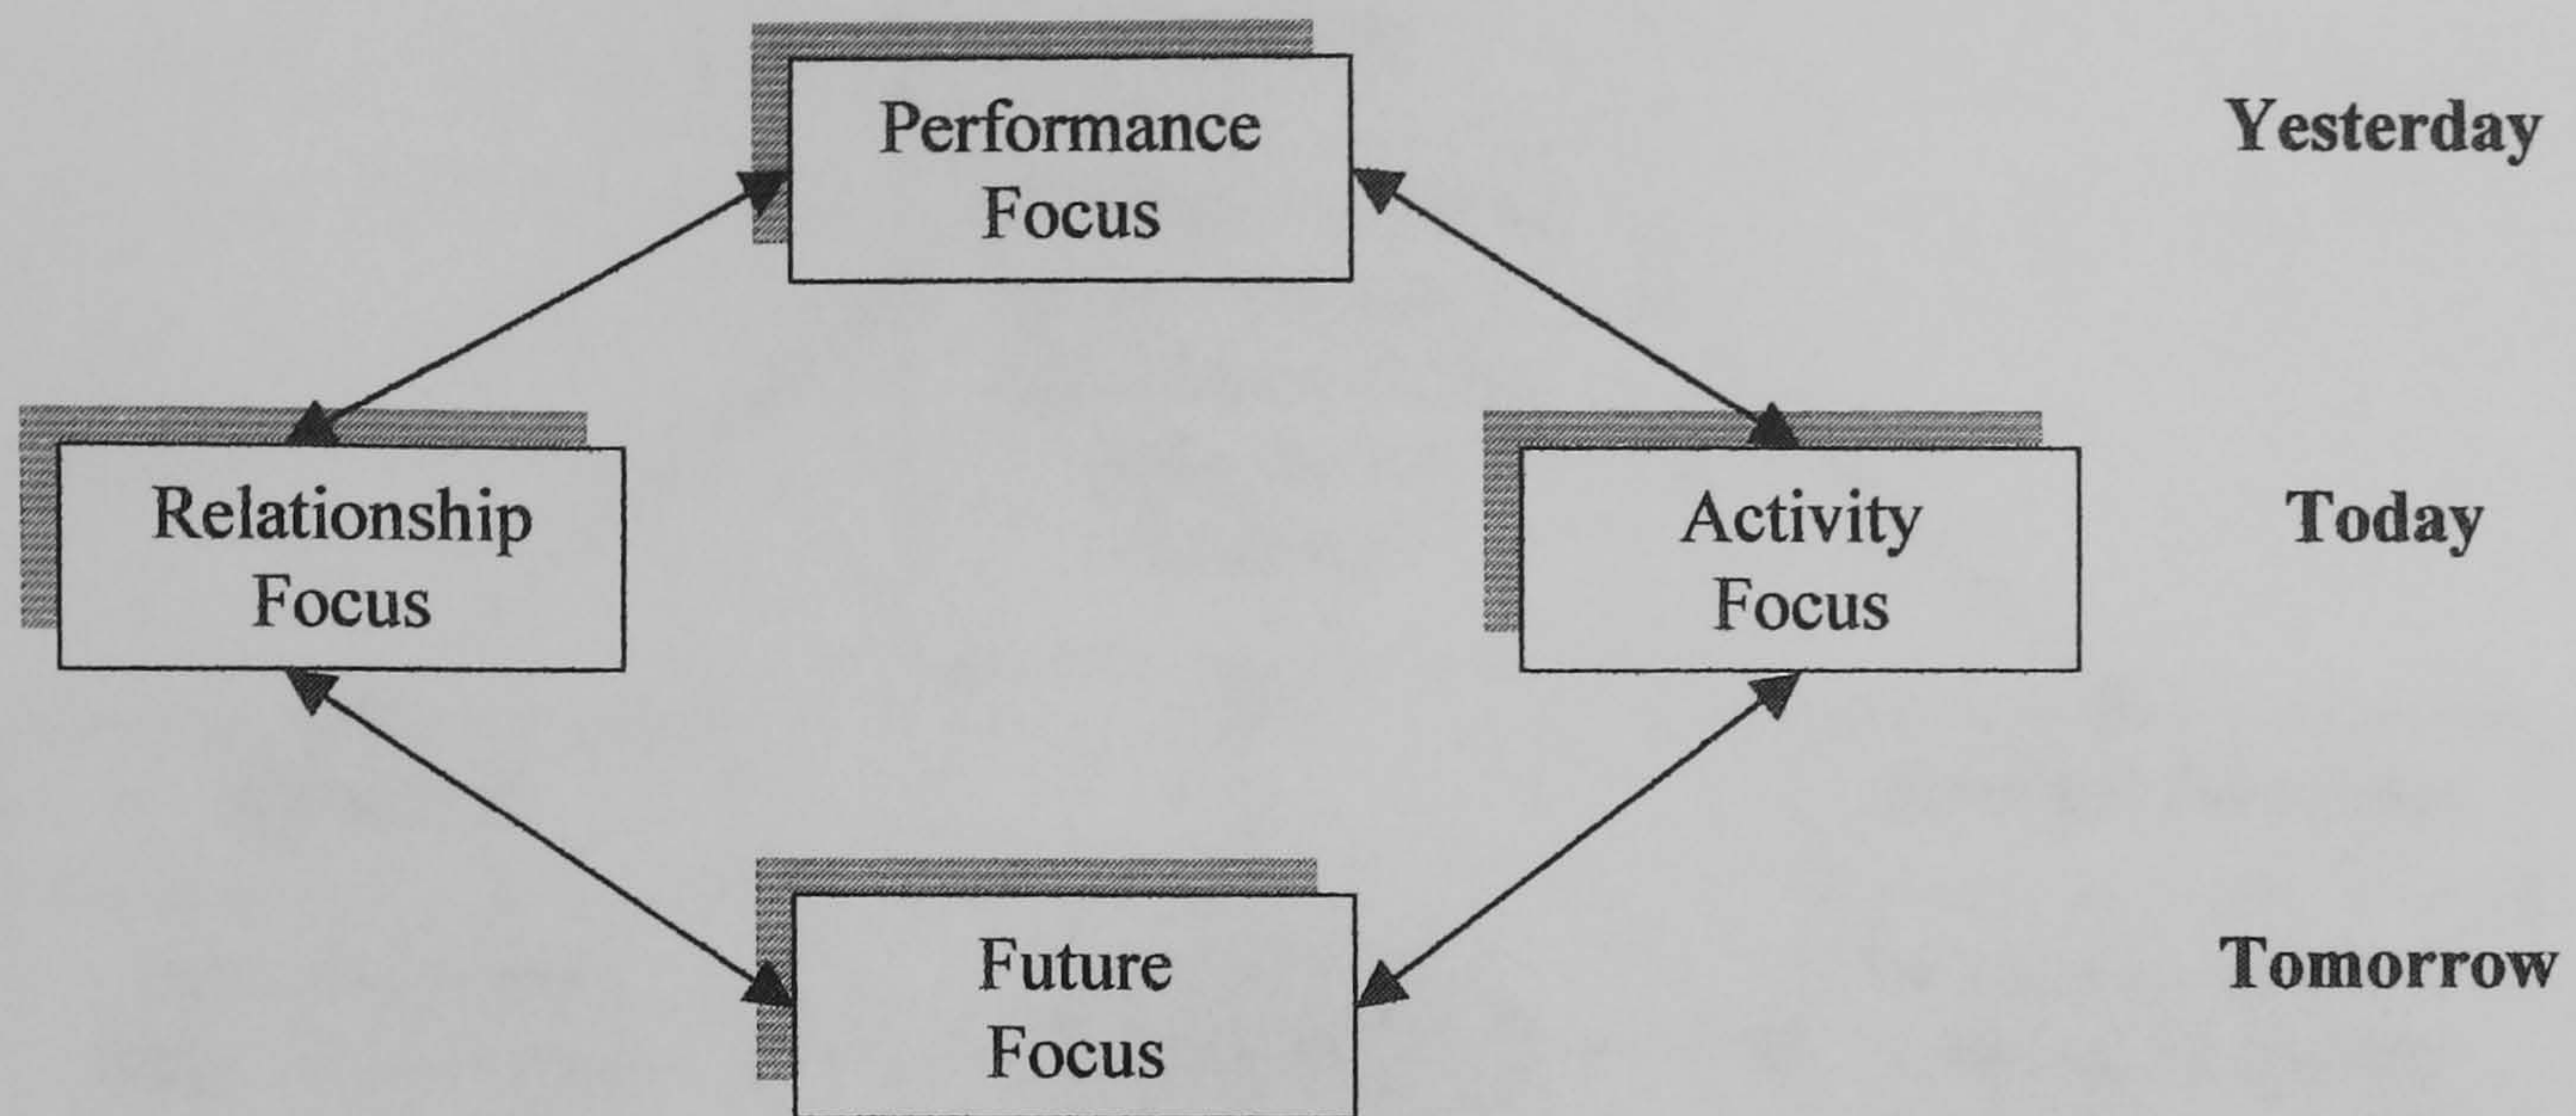 Performance
Focus
Yesterday
Relationship
Focus
Activity
Focus
Today
Future
Focus
Tomorrow